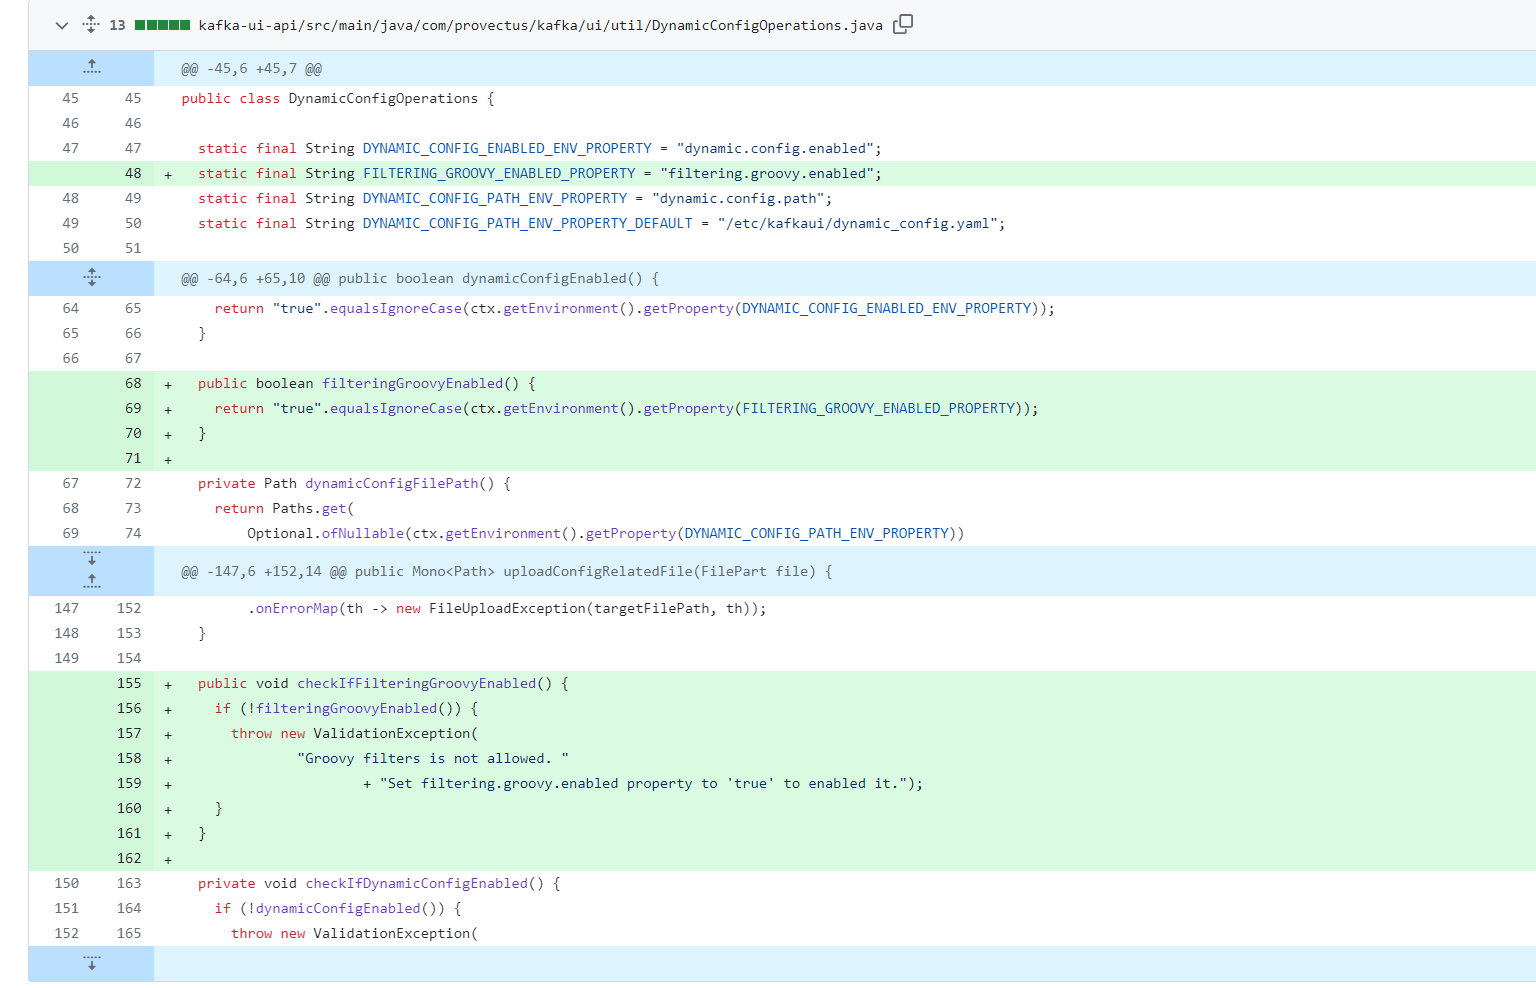 13 kafka-ui-api/src/main/java/com/provectus/kafka/ui/util/DynamicConfigOperations.java
@@ -45,6 +45,7 @@
45 45 public class DynamicConfigOperations {
46 46
47 47 static final String DYNAMIC_CONFIG_ENABLED_ENV_PROPERTY = "dynamic.config.enabled";
48 + static final String FILTERING_GROOVY_ENABLED_PROPERTY = "filtering.groovy.enabled";
48 49 static final String DYNAMIC_CONFIG_PATH_ENV_PROPERTY = "dynamic.config.path";
49 50 static final String DYNAMIC_CONFIG_PATH_ENV_PROPERTY_DEFAULT = "/etc/kafkaui/dynamic_config.yaml";
50 51
@@ -64,6 +65,10 @@ public boolean dynamicConfigEnabled() {
64 65 return "true".equalsIgnoreCase(ctx.getEnvironment().getProperty(DYNAMIC_CONFIG_ENABLED_ENV_PROPERTY));
65 66 }
66 67
68 + public boolean filteringGroovyEnabled() {
69 + return "true".equalsIgnoreCase(ctx.getEnvironment().getProperty(FILTERING_GROOVY_ENABLED_PROPERTY));
70 + }
71 +
67 72 private Path dynamicConfigFilePath() {
68 73 return Paths.get(
69 74 Optional.ofNullable(ctx.getEnvironment().getProperty(DYNAMIC_CONFIG_PATH_ENV_PROPERTY))
@@ -147,6 +152,14 @@ public Mono<Path> uploadConfigRelatedFile(FilePart file) {
147 152 .onErrorMap(th -> new FileUploadException(targetFilePath, th));
148 153 }
149 154
155 + public void checkIfFilteringGroovyEnabled() {
156 + if (!filteringGroovyEnabled()) {
157 + throw new ValidationException(
158 + "Groovy filters is not allowed. "
159 + + "Set filtering.groovy.enabled property to 'true' to enabled it.");
160 + }
161 + }
162 +
150 163 private void checkIfDynamicConfigEnabled() {
151 164 if (!dynamicConfigEnabled()) {
152 165 throw new ValidationException(